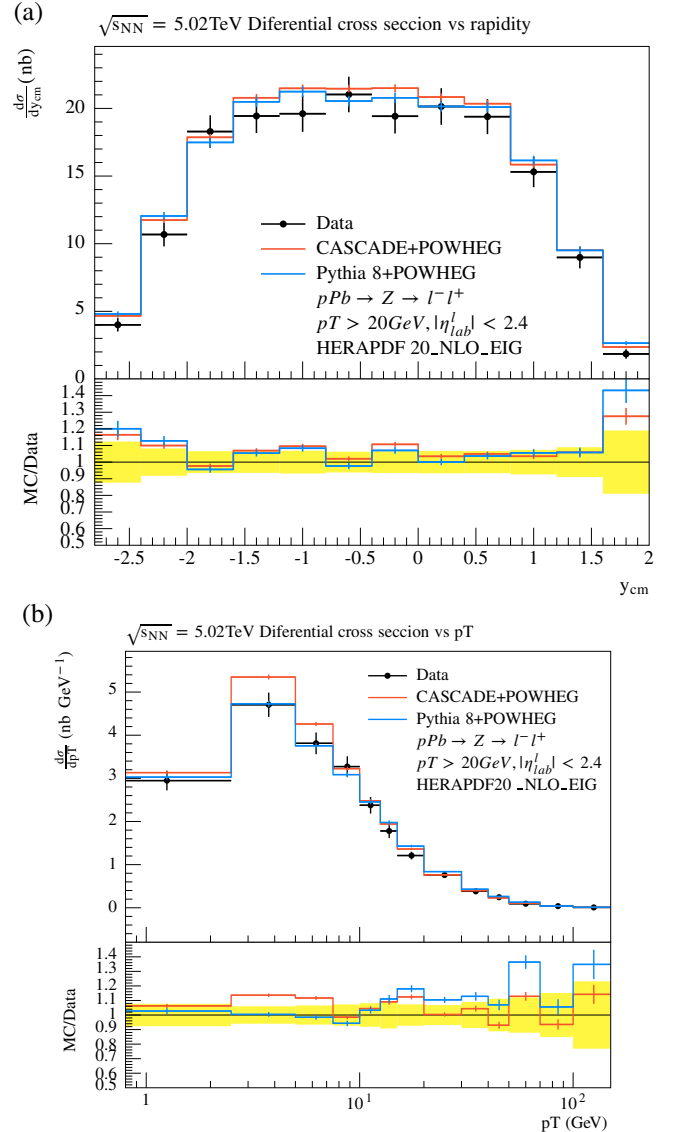 (a)
√sNN = 5.02TeV Diferential cross seccion vs rapidity
dσ/dycm (nb)
20
15
10
5
0
Data
CASCADE+POWHEG
Pythia 8+POWHEG
pPb → Z → l⁻l⁺
pT > 20GeV, |ηˡlab| < 2.4
HERAPDF 20_NLO_EIG
MC/Data
1.4
1.3
1.2
1.1
1
0.9
0.8
0.7
0.6
0.5
-2.5 -2 -1.5 -1 -0.5 0 0.5 1 1.5 2
ycm
(b)
√sNN = 5.02TeV Diferential cross seccion vs pT
dσ/dpT (nb GeV⁻¹)
5
4
3
2
1
0
Data
CASCADE+POWHEG
Pythia 8+POWHEG
pPb → Z → l⁻l⁺
pT > 20GeV, |ηˡlab| < 2.4
HERAPDF20 _NLO_EIG
MC/Data
1.4
1.3
1.2
1.1
1
0.9
0.8
0.7
0.6
0.5
1 10¹ 10²
pT (GeV)